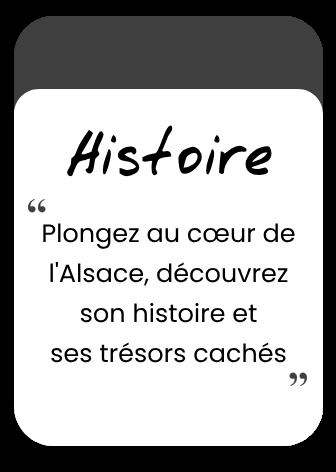 Histoire
“
Plongez au cœur de
l'Alsace, découvrez
son histoire et
ses trésors cachés
”